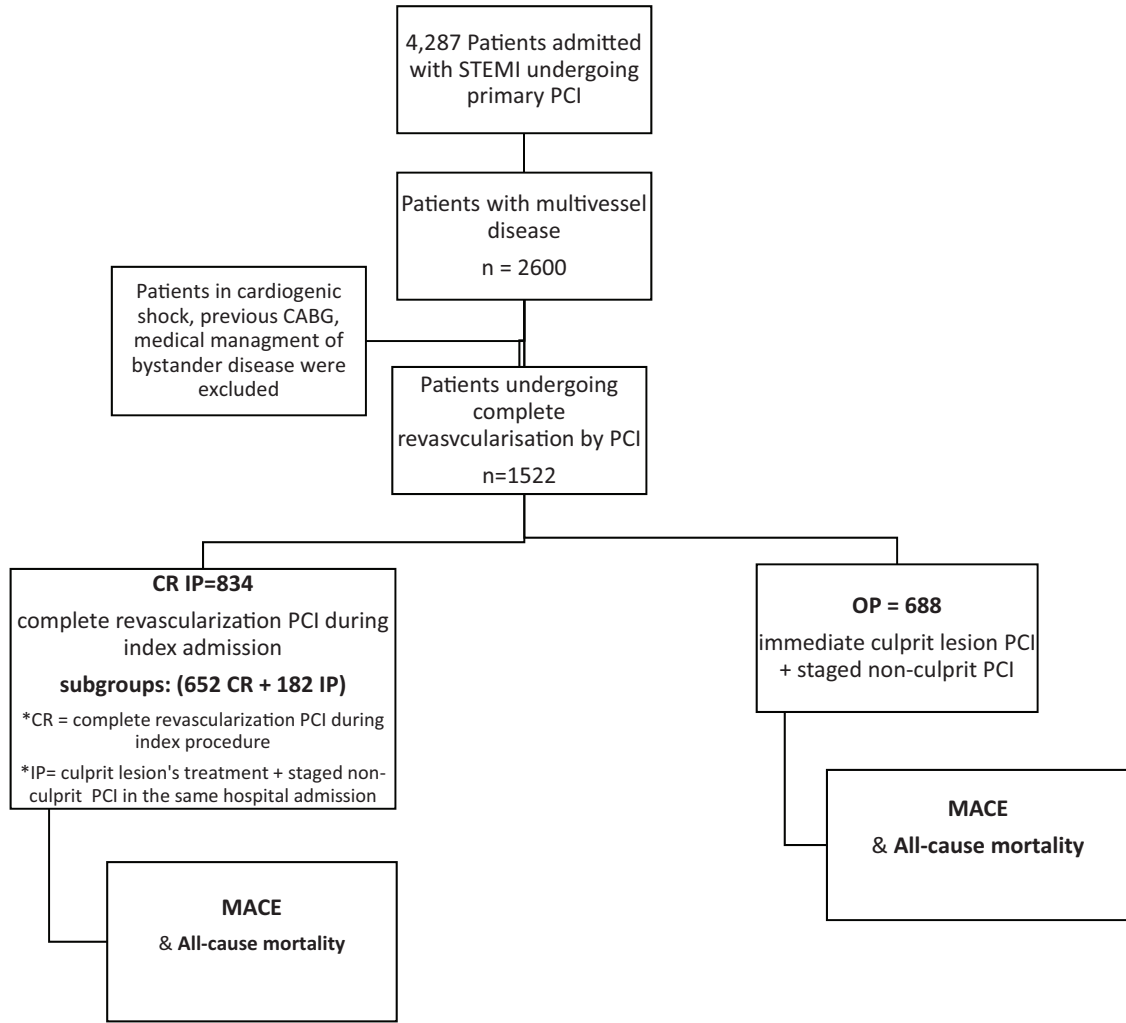 4,287 Patients admitted
with STEMI undergoing
primary PCI
Patients with multivessel
disease
n = 2600
Patients in cardiogenic
shock, previous CABG,
medical managment of
bystander disease were
excluded
Patients undergoing
complete
revasvcularisation by PCI
n=1522
CR IP=834
complete revascularization PCI during
index admission
subgroups: (652 CR + 182 IP)
*CR = complete revascularization PCI during
index procedure
*IP= culprit lesion's treatment + staged non-
culprit PCI in the same hospital admission
OP = 688
immediate culprit lesion PCI
+ staged non-culprit PCI
MACE
& All-cause mortality
MACE
& All-cause mortality